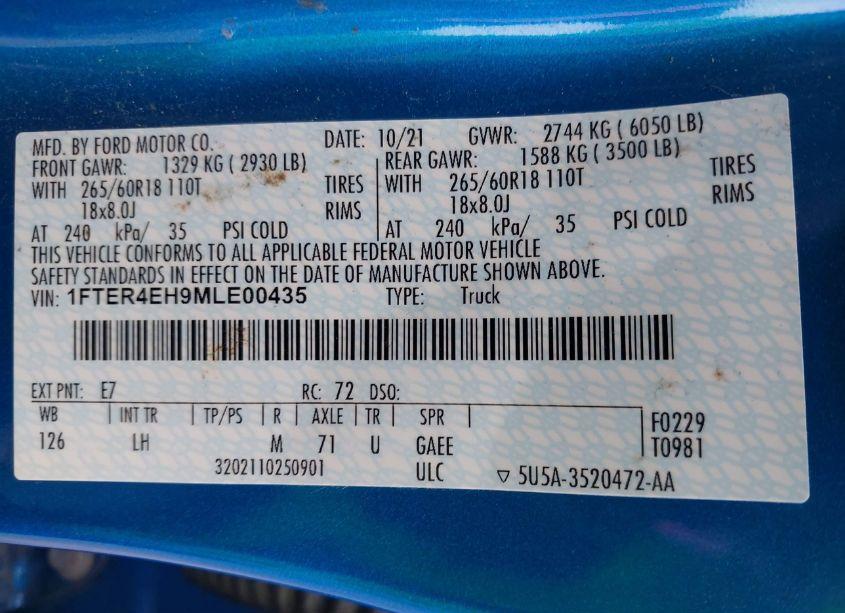 MFD. BY FORD MOTOR CO. DATE: 10/21 GVWR: 2744 KG ( 6050 LB)
FRONT GAWR: 1329 KG ( 2930 LB) REAR GAWR: 1588 KG ( 3500 LB)
WITH 265/60R18 110T TIRES WITH 265/60R18 110T TIRES
18x8.0J RIMS 18x8.0J RIMS
AT 240 kPa/ 35 PSI COLD AT 240 kPa/ 35 PSI COLD
THIS VEHICLE CONFORMS TO ALL APPLICABLE FEDERAL MOTOR VEHICLE
SAFETY STANDARDS IN EFFECT ON THE DATE OF MANUFACTURE SHOWN ABOVE.
VIN: 1FTER4EH9MLE00435 TYPE: Truck
EXT PNT: E7 RC: 72 DSO:
WB INT TR TP/PS R AXLE TR SPR F0229
126 LH M 71 U GAEE T0981
3202110250901 ULC ▽ 5U5A-3520472-AA